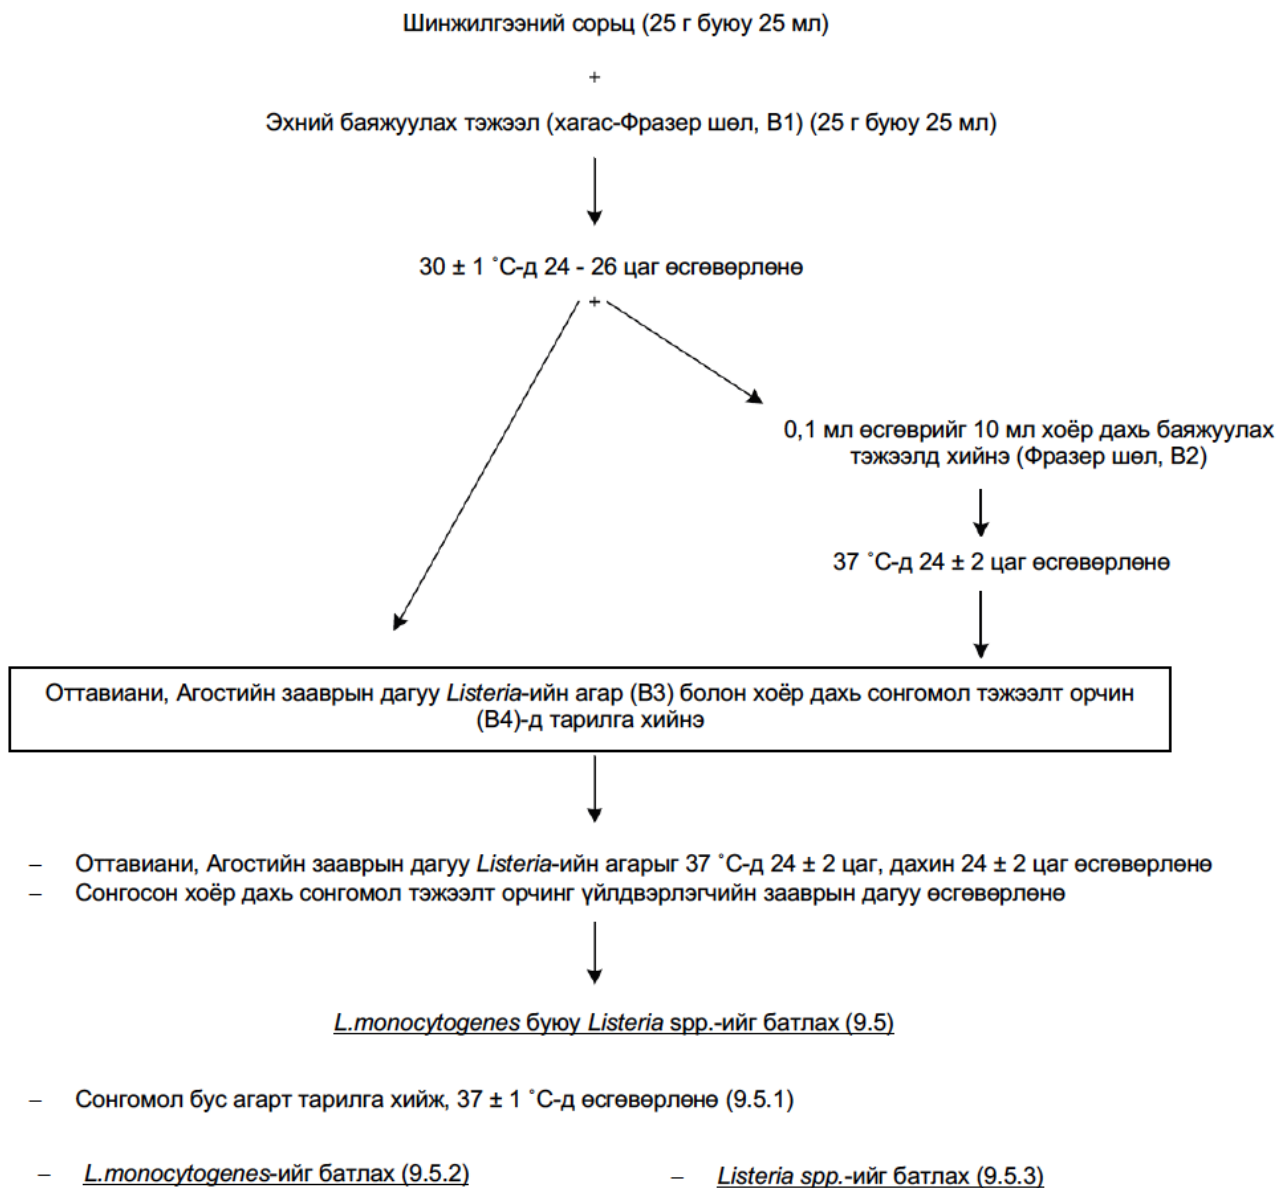 Шинжилгээний сорьц (25 г буюу 25 мл)
+
Эхний баяжуулах тэжээл (хагас-Фразер шөл, B1) (25 г буюу 25 мл)
30 ± 1 ˚C-д 24 - 26 цаг өсгөвөрлөнө
+
0,1 мл өсгөврийг 10 мл хоёр дахь баяжуулах
тэжээлд хийнэ (Фразер шөл, B2)
37 ˚C-д 24 ± 2 цаг өсгөвөрлөнө
Оттавиани, Агостийн зааврын дагуу Listeria-ийн агар (B3) болон хоёр дахь сонгомол тэжээлт орчин
(B4)-д тарилга хийнэ
– Оттавиани, Агостийн зааврын дагуу Listeria-ийн агарыг 37 ˚C-д 24 ± 2 цаг, дахин 24 ± 2 цаг өсгөвөрлөнө
– Сонгосон хоёр дахь сонгомол тэжээлт орчинг үйлдвэрлэгчийн зааврын дагуу өсгөвөрлөнө
L.monocytogenes буюу Listeria spp.-ийг батлах (9.5)
– Сонгомол бус агарт тарилга хийж, 37 ± 1 ˚C-д өсгөвөрлөнө (9.5.1)
– L.monocytogenes-ийг батлах (9.5.2)
– Listeria spp.-ийг батлах (9.5.3)